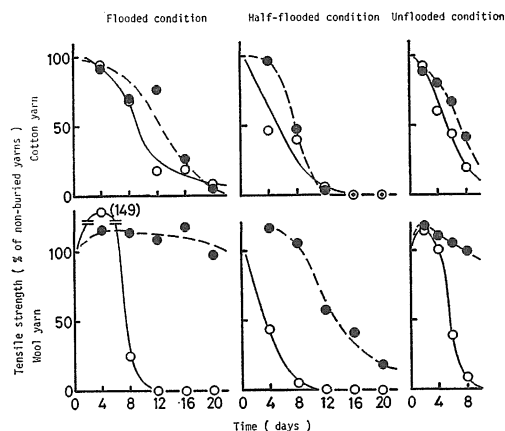 Flooded condition
Half-flooded condition
Unflooded condition
Tensile strength ( % of non-buried yarns )
Cotton yarn
100
50
0
Wool yarn
(149)
100
50
0
0 4 8 12 16 20
0 4 8 12 16 20
0 4 8
Time ( days )